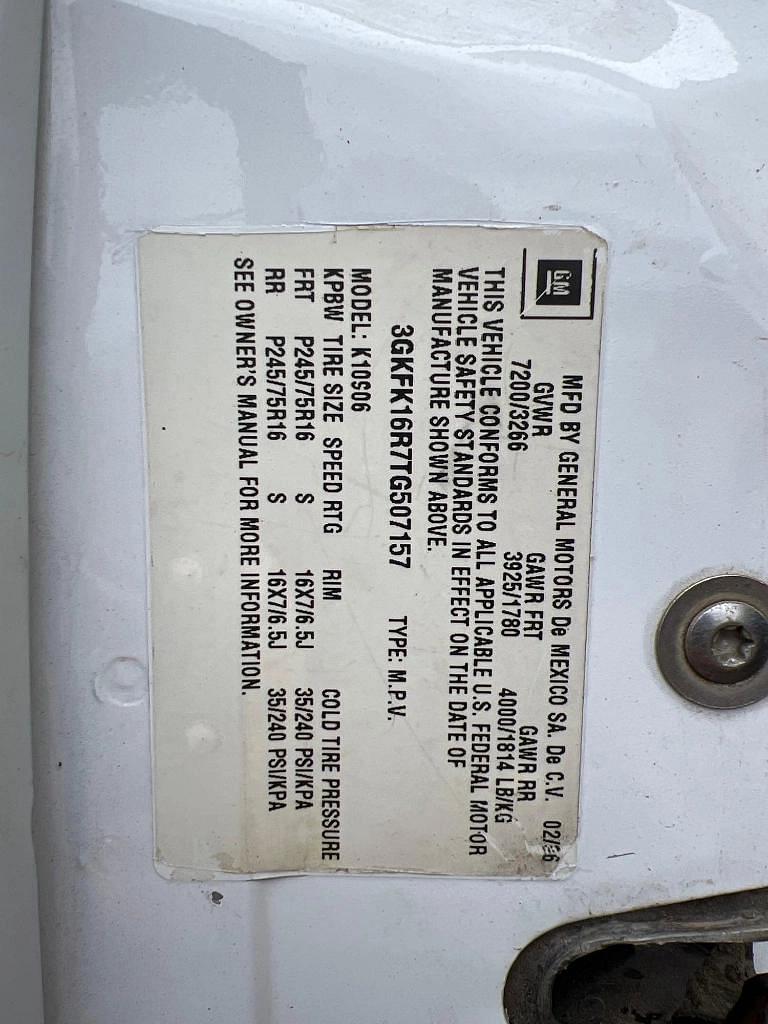 GM
MFD BY GENERAL MOTORS De MEXICO SA. De C.V. 02/96
GVWR GAWR FRT GAWR RR
7200/3266 3925/1780 4000/1814 LB/KG
THIS VEHICLE CONFORMS TO ALL APPLICABLE U.S. FEDERAL MOTOR
VEHICLE SAFETY STANDARDS IN EFFECT ON THE DATE OF
MANUFACTURE SHOWN ABOVE.
3GKFK16R7TG507157 TYPE: M.P.V.
MODEL: K10906
KPBW TIRE SIZE SPEED RTG RIM COLD TIRE PRESSURE
FRT P245/75R16 S 16X7/6.5J 35/240 PSI/KPA
RR P245/75R16 S 16X7/6.5J 35/240 PSI/KPA
SEE OWNER'S MANUAL FOR MORE INFORMATION.